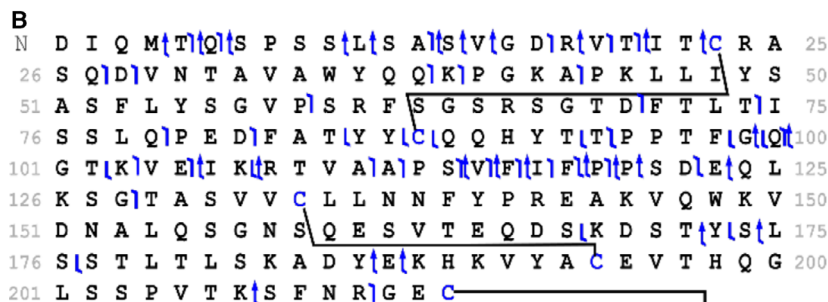 B
N D I Q M T Q S P S S L S A S V G D R V T I T C R A 25
26 S Q D V N T A V A W Y Q Q K P G K A P K L L I Y S 50
51 A S F L Y S G V P S R F S G S R S G T D F T L T I 75
76 S S L Q P E D F A T Y Y C Q Q H Y T T P P T F G Q 100
101 G T K V E I K R T V A A P S V F I F P P S D E Q L 125
126 K S G T A S V V C L L N N F Y P R E A K V Q W K V 150
151 D N A L Q S G N S Q E S V T E Q D S K D S T Y S L 175
176 S S T L T L S K A D Y E K H K V Y A C E V T H Q G 200
201 L S S P V T K S F N R G E C